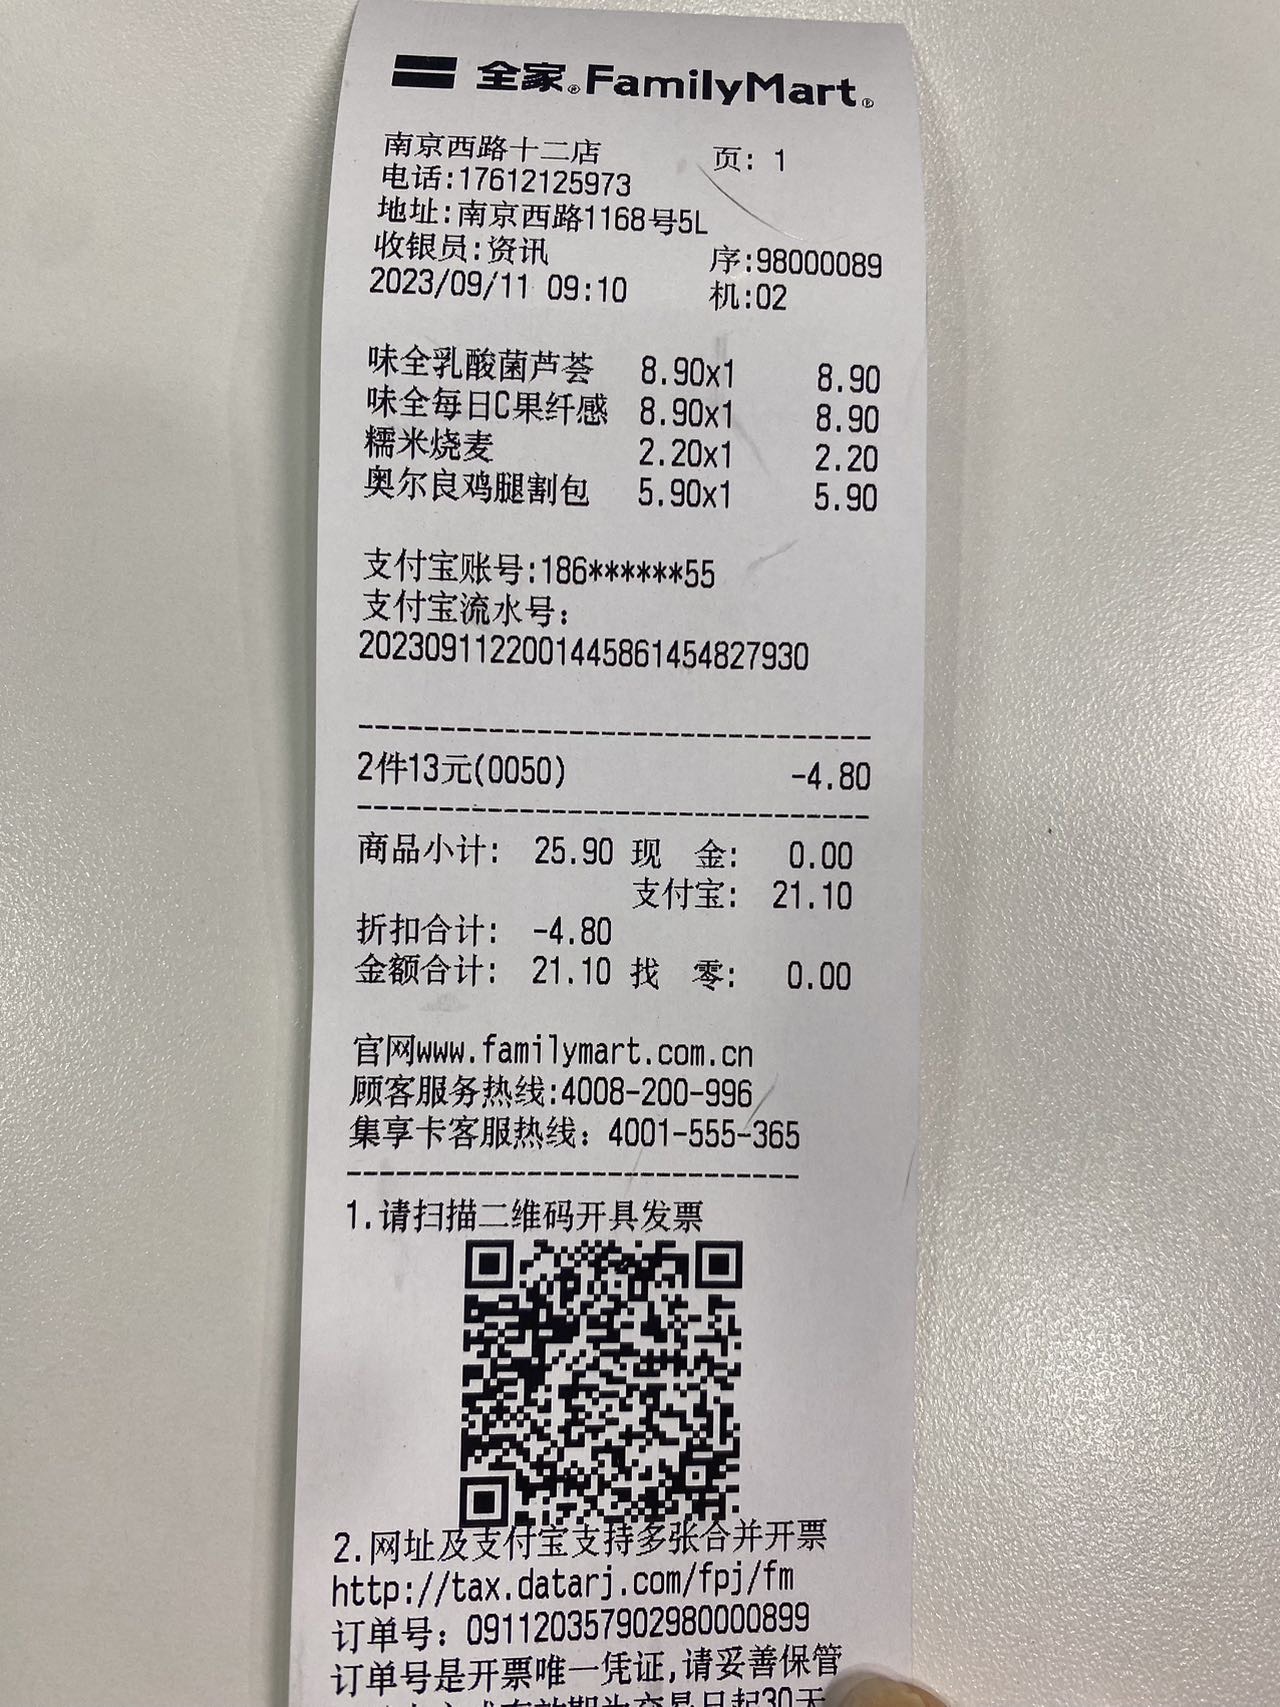 全家®FamilyMart®
南京西路十二店 页: 1
电话:17612125973
地址:南京西路1168号5L
收银员:资讯 序:98000089
2023/09/11 09:10 机:02
味全乳酸菌芦荟 8.90x1 8.90
味全每日C果纤感 8.90x1 8.90
糯米烧麦 2.20x1 2.20
奥尔良鸡腿割包 5.90x1 5.90
支付宝账号:186******55
支付宝流水号:
2023091122001445861454827930
2件13元(0050) -4.80
商品小计: 25.90 现 金: 0.00
支付宝: 21.10
折扣合计: -4.80
金额合计: 21.10 找 零: 0.00
官网www.familymart.com.cn
顾客服务热线:4008-200-996
集享卡客服热线: 4001-555-365
1.请扫描二维码开具发票
2.网址及支付宝支持多张合并开票
http://tax.datarj.com/fpj/fm
订单号: 091120357902980000899
订单号是开票唯一凭证,请妥善保管
效期为交易日起30天